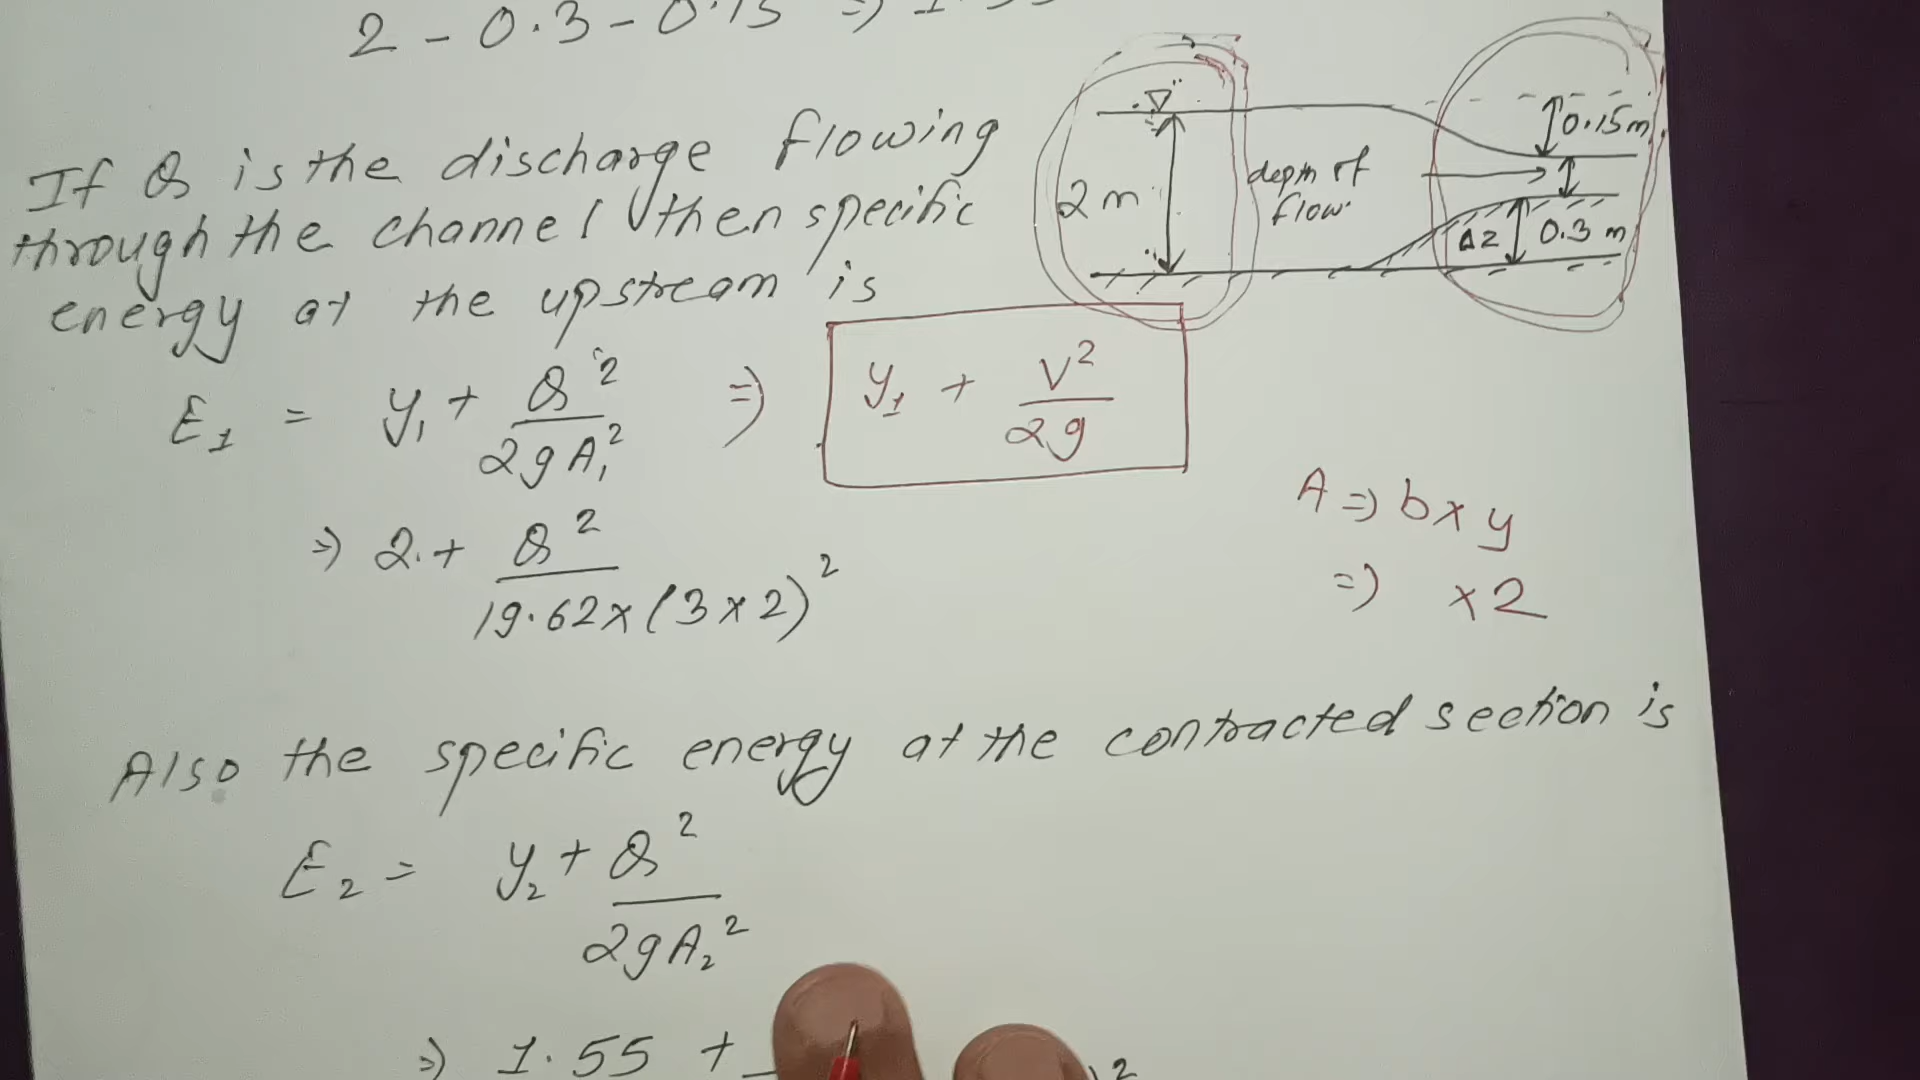 2 - 0.3 - 0.15 =>
If Q is the discharge flowing
through the channel then specific
energy at the upstream is
E1 = y1 + Q² / 2gA1² => y1 + V² / 2g
=> 2 + Q² / 19.62 x (3 x 2)²
A => b x y
=> x 2
2 m
depth of
flow
0.15m
Δz 0.3 m
Also the specific energy at the contracted section is
E2 = y2 + Q² / 2gA2²
=> 1.55 +
2